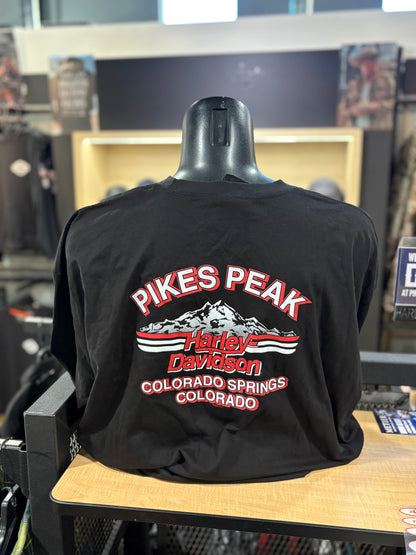 PIKES PEAK
Harley-
Davidson
COLORADO SPRINGS
COLORADO